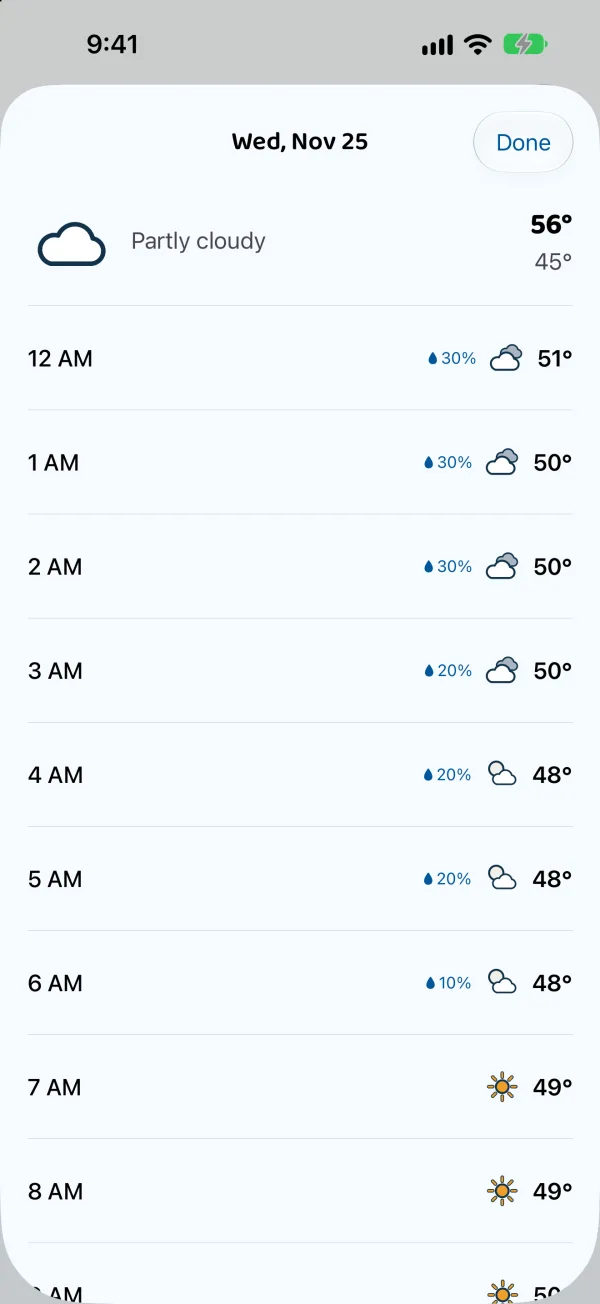 9:41
Wed, Nov 25
Done
Partly cloudy
56°
45°
12 AM 30% 51°
1 AM 30% 50°
2 AM 30% 50°
3 AM 20% 50°
4 AM 20% 48°
5 AM 20% 48°
6 AM 10% 48°
7 AM 49°
8 AM 49°
AM